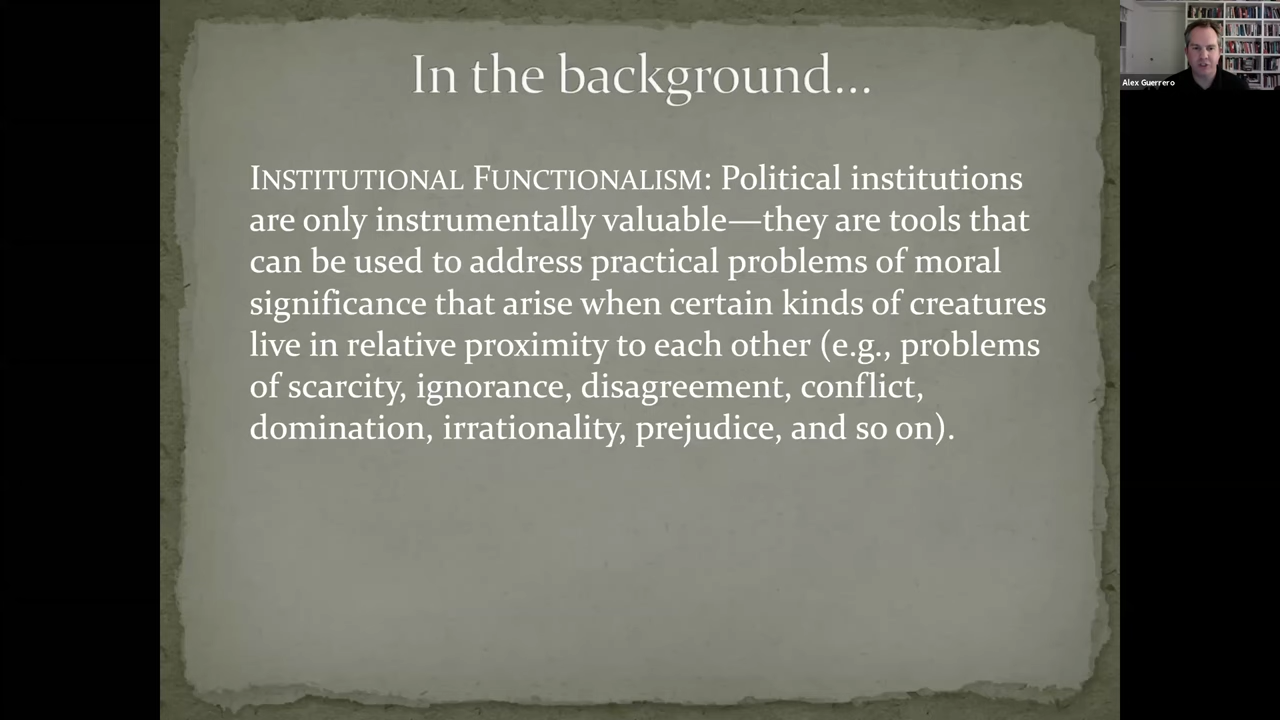 In the background...
INSTITUTIONAL FUNCTIONALISM: Political institutions
are only instrumentally valuable—they are tools that
can be used to address practical problems of moral
significance that arise when certain kinds of creatures
live in relative proximity to each other (e.g., problems
of scarcity, ignorance, disagreement, conflict,
domination, irrationality, prejudice, and so on).
Alex Guerrero